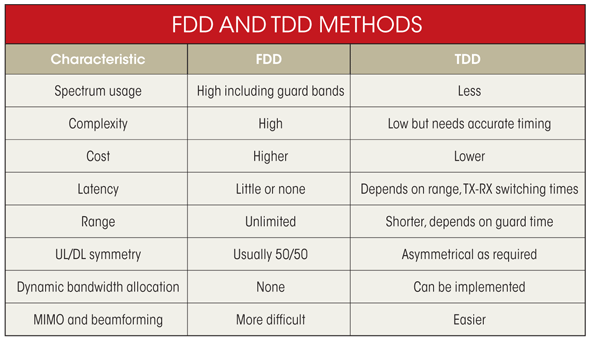 FDD AND TDD METHODS
Characteristic FDD TDD
Spectrum usage High including guard bands Less
Complexity High Low but needs accurate timing
Cost Higher Lower
Latency Little or none Depends on range, TX-RX switching times
Range Unlimited Shorter, depends on guard time
UL/DL symmetry Usually 50/50 Asymmetrical as required
Dynamic bandwidth allocation None Can be implemented
MIMO and beamforming More difficult Easier